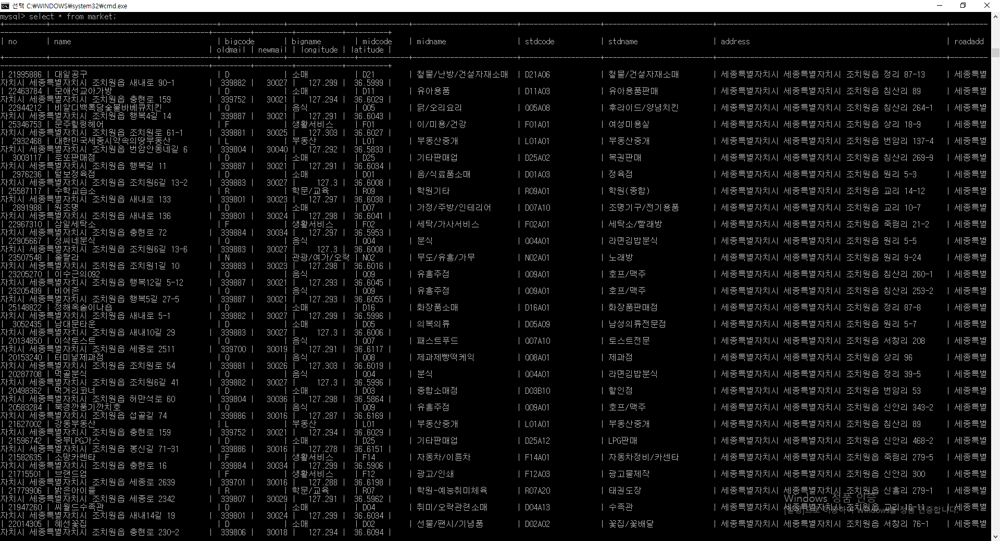 선택 C:\WINDOWS\system32\cmd.exe
mysql> select * from market;
| no | name | bigcode | bigname | midcode | midname | stdcode | stdname | address | roadadd
| oldmail | newmail | longitude | latitude |
| 21995886 | 대일공구 | D | 소매 | D21 | 철물/난방/건설자재소매 | D21A06 | 철물/건설자재소매 | 세종특별자치시 세종특별자치시 조치원읍 정리 87-13 | 세종특별
자치시 세종특별자치시 조치원읍 새내로 90-1 | 339882 | 30027 | 127.299 | 36.5999 |
| 22463784 | 모애선교아가방 | D | 소매 | D11 | 유아용품 | D11A03 | 유아용품판매 | 세종특별자치시 세종특별자치시 조치원읍 침산리 89 | 세종특별
자치시 세종특별자치시 조치원읍 충현로 159 | 339752 | 30021 | 127.294 | 36.6029 |
| 22944212 | 비알디백톡담숯불바베큐치킨 | Q | 음식 | Q05 | 닭/오리요리 | Q05A08 | 후라이드/양념치킨 | 세종특별자치시 세종특별자치시 조치원읍 침산리 264-1 | 세종특별
자치시 세종특별자치시 조치원읍 행복4길 14 | 339887 | 30021 | 127.291 | 36.6043 |
| 25346753 | 문주힐링헤어 | F | 생활서비스 | F01 | 이/미용/건강 | F01A01 | 여성미용실 | 세종특별자치시 세종특별자치시 조치원읍 상리 18-9 | 세종특별
자치시 세종특별자치시 조치원읍 조치원로 61-1 | 339881 | 30025 | 127.303 | 36.6027 |
| 2932468 | 대한민국세종시약속의땅부동산 | L | 부동산 | L01 | 부동산중개 | L01A01 | 부동산중개 | 세종특별자치시 세종특별자치시 조치원읍 번암리 137-4 | 세종특별
자치시 세종특별자치시 조치원읍 번암안동네길 6 | 339804 | 30040 | 127.292 | 36.5833 |
| 3003117 | 로또판매점 | D | 소매 | D25 | 기타판매업 | D25A02 | 복권판매 | 세종특별자치시 세종특별자치시 조치원읍 침산리 269-9 | 세종특별
자치시 세종특별자치시 조치원읍 행복길 11 | 339887 | 30021 | 127.291 | 36.6034 |
| 2976236 | 털보정육점 | D | 소매 | D01 | 음/식료품소매 | D01A03 | 정육점 | 세종특별자치시 세종특별자치시 조치원읍 원리 5-3 | 세종특별
자치시 세종특별자치시 조치원읍 조치원6길 13-2 | 339883 | 30027 | 127.3 | 36.6008 |
| 25587117 | 수학교습소 | R | 학문/교육 | R09 | 학원기타 | R09A01 | 학원(종합) | 세종특별자치시 세종특별자치시 조치원읍 교리 14-12 | 세종특별
자치시 세종특별자치시 조치원읍 새내로 133 | 339801 | 30023 | 127.297 | 36.6038 |
| 2891988 | 원조명 | D | 소매 | D07 | 가정/주방/인테리어 | D07A10 | 조명기구/전기용품 | 세종특별자치시 세종특별자치시 조치원읍 교리 10-7 | 세종특별
자치시 세종특별자치시 조치원읍 새내로 136 | 339801 | 30024 | 127.298 | 36.6041 |
| 22967310 | 삼일세탁소 | F | 생활서비스 | F02 | 세탁/가사서비스 | F02A01 | 세탁소/빨래방 | 세종특별자치시 세종특별자치시 조치원읍 죽림리 21-2 | 세종특별
자치시 세종특별자치시 조치원읍 충현로 72 | 339884 | 30034 | 127.297 | 36.5953 |
| 22905667 | 성씨네분식 | Q | 음식 | Q04 | 분식 | Q04A01 | 라면김밥분식 | 세종특별자치시 세종특별자치시 조치원읍 원리 5-5 | 세종특별
자치시 세종특별자치시 조치원읍 조치원6길 13-6 | 339883 | 30027 | 127.3 | 36.6008 |
| 23507548 | 울랄라 | N | 관광/여가/오락 | N02 | 무도/유흥/가무 | N02A01 | 노래방 | 세종특별자치시 세종특별자치시 조치원읍 원리 9-24 | 세종특별
자치시 세종특별자치시 조치원읍 조치원1길 10 | 339883 | 30023 | 127.298 | 36.6016 |
| 23205270 | 이수근의092 | Q | 음식 | Q09 | 유흥주점 | Q09A01 | 호프/맥주 | 세종특별자치시 세종특별자치시 조치원읍 침산리 260-1 | 세종특별
자치시 세종특별자치시 조치원읍 행복12길 5-12 | 339887 | 30021 | 127.293 | 36.6045 |
| 23205499 | 비어존 | Q | 음식 | Q09 | 유흥주점 | Q09A01 | 호프/맥주 | 세종특별자치시 세종특별자치시 조치원읍 침산리 253-2 | 세종특별
자치시 세종특별자치시 조치원읍 행복5길 27-5 | 339887 | 30021 | 127.293 | 36.6055 |
| 25148822 | 정해옥술이나숍 | D | 소매 | D16 | 화장품소매 | D16A01 | 화장품판매점 | 세종특별자치시 세종특별자치시 조치원읍 정리 87-8 | 세종특별
자치시 세종특별자치시 조치원읍 새내로 5-1 | 339882 | 30027 | 127.299 | 36.5996 |
| 3052435 | 남대문타운 | D | 소매 | D05 | 의복의류 | D05A09 | 남성의류전문점 | 세종특별자치시 세종특별자치시 조치원읍 원리 5-7 | 세종특별
자치시 세종특별자치시 조치원읍 새내10길 29 | 339883 | 30027 | 127.3 | 36.6006 |
| 20134850 | 이삭토스트 | Q | 음식 | Q07 | 패스트푸드 | Q07A10 | 토스트전문 | 세종특별자치시 세종특별자치시 조치원읍 서창리 208 | 세종특별
자치시 세종특별자치시 조치원읍 세종로 2511 | 339700 | 30019 | 127.291 | 36.6117 |
| 20153240 | 터미널제과점 | Q | 음식 | Q08 | 제과제빵떡케익 | Q08A01 | 제과점 | 세종특별자치시 세종특별자치시 조치원읍 상리 96 | 세종특별
자치시 세종특별자치시 조치원읍 조치원로 54 | 339881 | 30026 | 127.303 | 36.6019 |
| 20287708 | 먹골분식 | Q | 음식 | Q04 | 분식 | Q04A01 | 라면김밥분식 | 세종특별자치시 세종특별자치시 조치원읍 정리 39-5 | 세종특별
자치시 세종특별자치시 조치원읍 조치원6길 41 | 339882 | 30027 | 127.3 | 36.5996 |
| 20498362 | 먹거리코너 | D | 소매 | D03 | 종합소매점 | D03B10 | 할인점 | 세종특별자치시 세종특별자치시 조치원읍 번암리 53 | 세종특별
자치시 세종특별자치시 조치원읍 허만석로 60 | 339804 | 30036 | 127.298 | 36.5864 |
| 20583284 | 북경깐풍기깐치호 | Q | 음식 | Q09 | 유흥주점 | Q09A01 | 호프/맥주 | 세종특별자치시 세종특별자치시 조치원읍 신안리 343-2 | 세종특별
자치시 세종특별자치시 조치원읍 섭골길 74 | 339886 | 30016 | 127.287 | 36.6169 |
| 21627002 | 강동부동산 | L | 부동산 | L01 | 부동산중개 | L01A01 | 부동산중개 | 세종특별자치시 세종특별자치시 조치원읍 침산리 89 | 세종특별
자치시 세종특별자치시 조치원읍 충현로 159 | 339752 | 30021 | 127.294 | 36.6029 |
| 21596742 | 중부LPG가스 | D | 소매 | D25 | 기타판매업 | D25A12 | LPG판매 | 세종특별자치시 세종특별자치시 조치원읍 신안리 468-2 | 세종특별
자치시 세종특별자치시 조치원읍 봉신길 71-31 | 339886 | 30016 | 127.278 | 36.6151 |
| 21582635 | 소망카쎈타 | F | 생활서비스 | F14 | 자동차/이륜차 | F14A01 | 자동차정비/카센타 | 세종특별자치시 세종특별자치시 조치원읍 죽림리 279-5 | 세종특별
자치시 세종특별자치시 조치원읍 충현로 16 | 339884 | 30034 | 127.299 | 36.5906 |
| 21715501 | 브랜드업 | F | 생활서비스 | F12 | 광고/인쇄 | F12A03 | 광고물제작 | 세종특별자치시 세종특별자치시 조치원읍 신안리 300 | 세종특별
자치시 세종특별자치시 조치원읍 세종로 2639 | 339701 | 30016 | 127.288 | 36.6198 |
| 21779906 | 밝은아이들 | R | 학문/교육 | R07 | 학원-예능취미체육 | R07A20 | 태권도장 | 세종특별자치시 세종특별자치시 조치원읍 신흥리 279-1 | 세종특별
자치시 세종특별자치시 조치원읍 세종로 2342 | 339807 | 30029 | 127.291 | 36.5962 |
Windows 정품 인증
| 21947260 | 씨월드수족관 | D | 소매 | D04 | 취미/오락관련소매 | D04A13 | 수족관 | 세종특별자치시 세종특별자치시 조치원읍 교리 16-11 | 세종특별
[설정]으로 이동하여 Windows를 정품 인증합니다.
자치시 세종특별자치시 조치원읍 새내14길 19 | 339801 | 30024 | 127.299 | 36.6034 |
| 22014305 | 혜선꽃집 | D | 소매 | D02 | 선물/팬시/기념품 | D02A02 | 꽃집/꽃배달 | 세종특별자치시 세종특별자치시 조치원읍 서창리 76-1 | 세종특별
자치시 세종특별자치시 조치원읍 충현로 230-2 | 339806 | 30018 | 127.294 | 36.6094 |